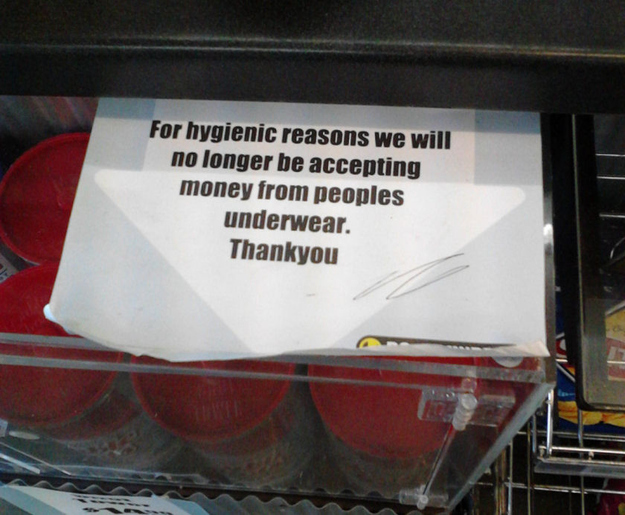 For hygienic reasons we will
no longer be accepting
money from peoples
underwear.
Thankyou